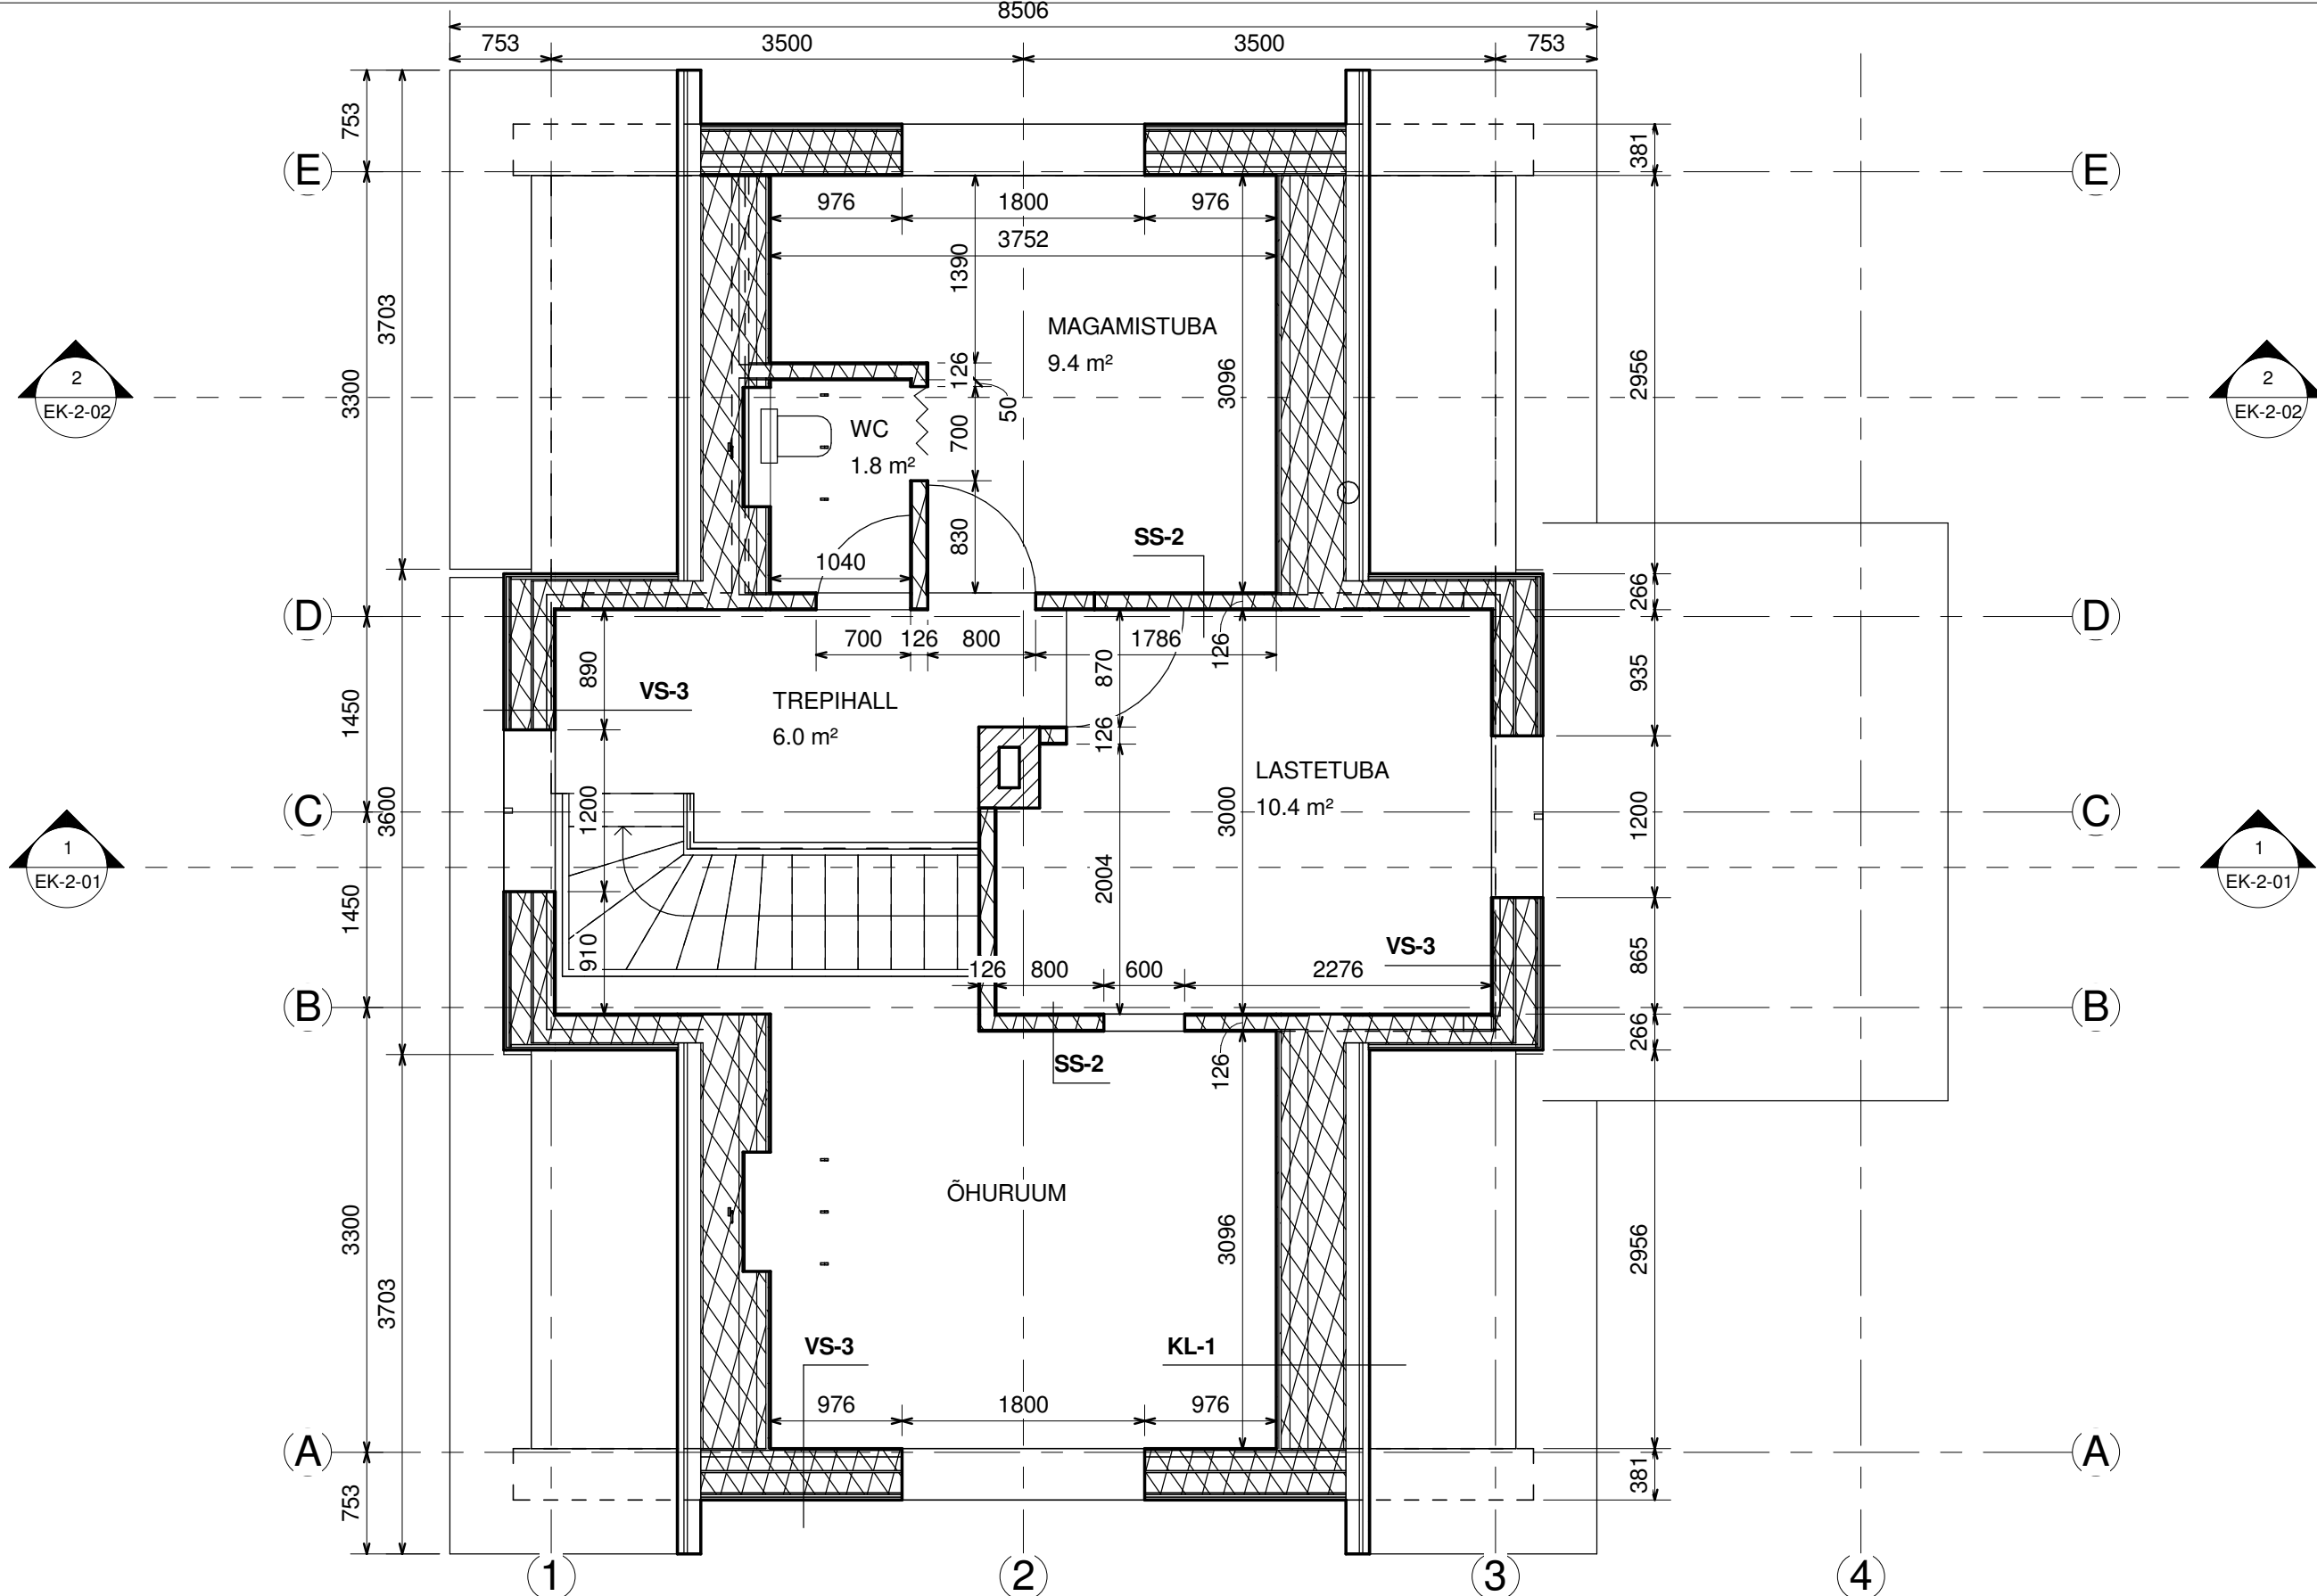 8506
753 3500 3500 753
753
381
E
E
976 1800 976
3752
1390
3703
MAGAMISTUBA
9.4 m²
126
3096
2956
3300
2
EK-2-02
2
EK-2-02
50
WC
1.8 m²
700
830
SS-2
1040
266
D
D
700 126 800 1786
126
890
870
935
VS-3
TREPIHALL
6.0 m²
1450
126
LASTETUBA
10.4 m²
C
C
3600
1200
3000
1200
1
EK-2-01
1
EK-2-01
2004
1450
910
VS-3
865
126 800 600 2276
B
B
266
SS-2
126
ÕHURUUM
3300
3096
2956
3703
VS-3
KL-1
976 1800 976
A
A
381
753
1 2 3 4